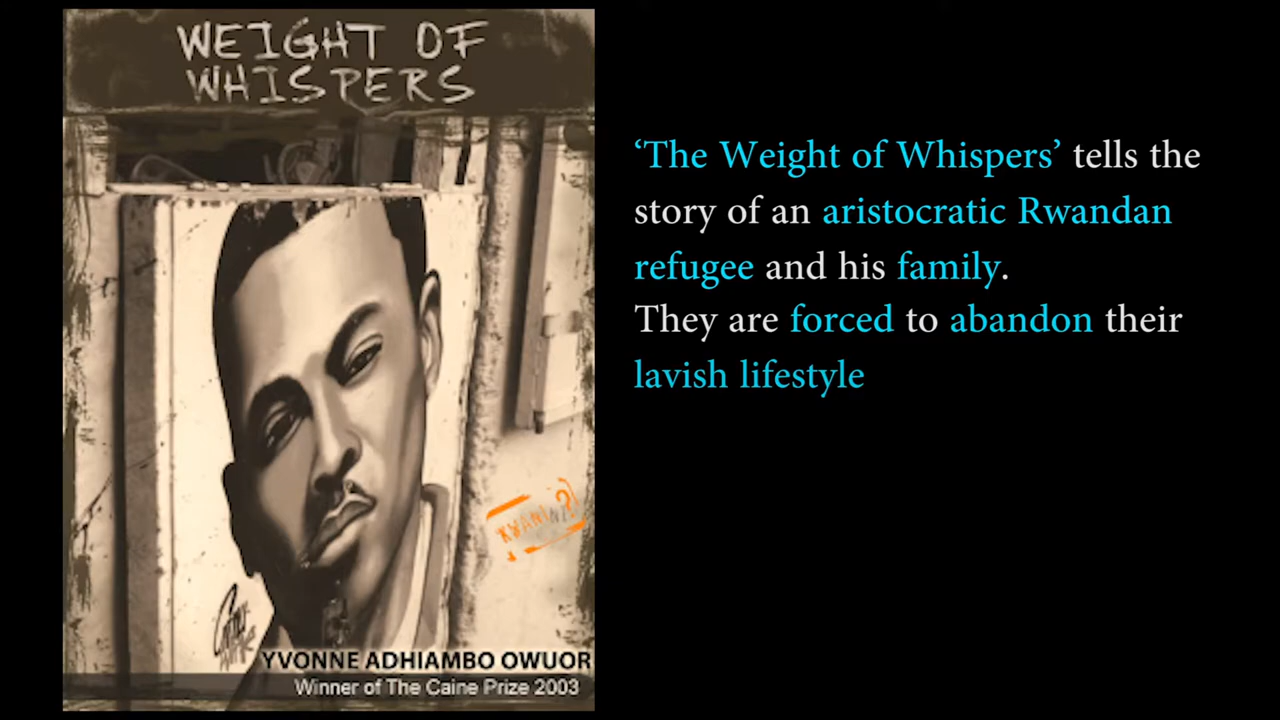 WEIGHT OF
WHISPERS
KWANI
?
YVONNE ADHIAMBO OWUOR
Winner of The Caine Prize 2003
‘The Weight of Whispers’ tells the
story of an aristocratic Rwandan
refugee and his family.
They are forced to abandon their
lavish lifestyle